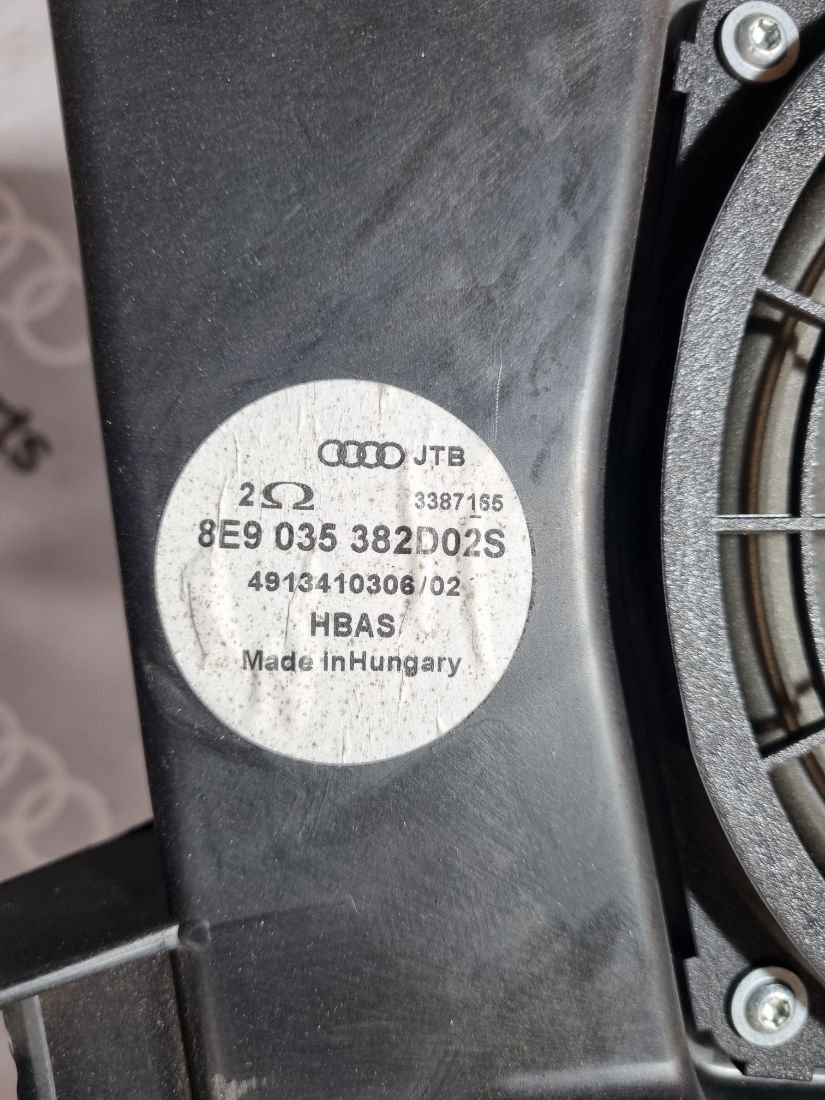 JTB
2Ω 3387165
8E9 035 382D02S
4913410306/02
HBAS
Made inHungary